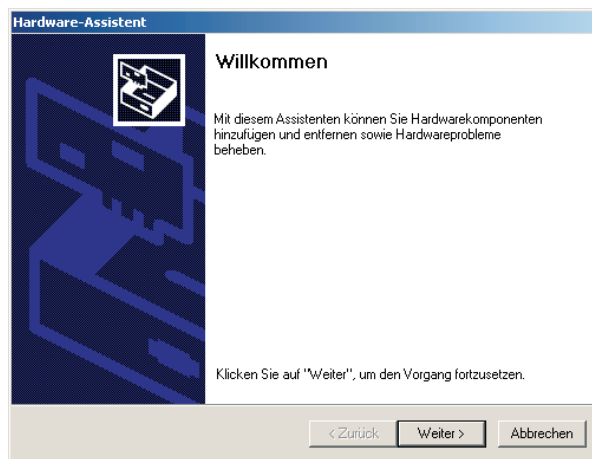 Hardware-Assistent
Willkommen
Mit diesem Assistenten können Sie Hardwarekomponenten
hinzufügen und entfernen sowie Hardwareprobleme
beheben.
Klicken Sie auf "Weiter", um den Vorgang fortzusetzen.
< Zurück Weiter > Abbrechen